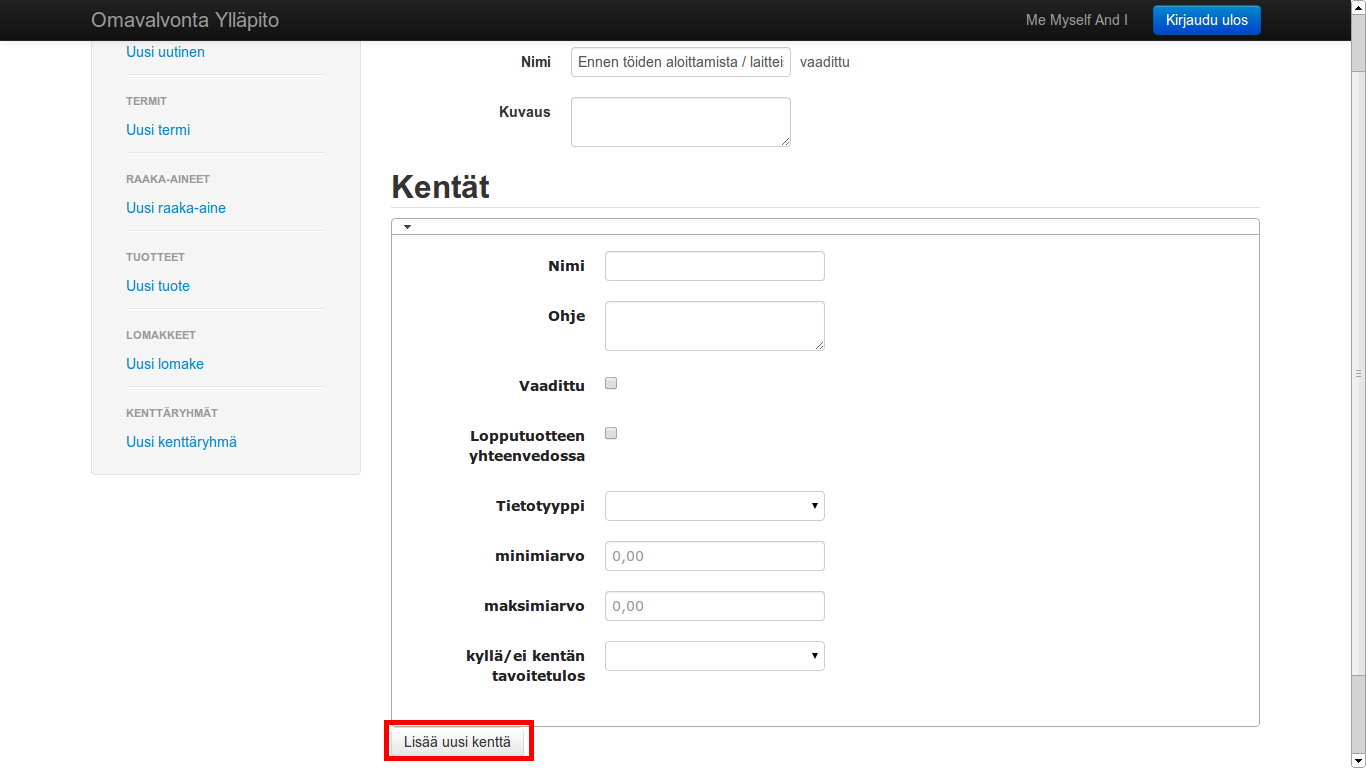 Omavalvonta Ylläpito
Me Myself And I
Kirjaudu ulos
Uusi uutinen
TERMIT
Uusi termi
RAAKA-AINEET
Uusi raaka-aine
TUOTTEET
Uusi tuote
LOMAKKEET
Uusi lomake
KENTTÄRYHMÄT
Uusi kenttäryhmä
Nimi
Ennen töiden aloittamista / laittei
vaadittu
Kuvaus
Kentät
Nimi
Ohje
Vaadittu
Lopputuotteen
yhteenvedossa
Tietotyyppi
minimiarvo
0,00
maksimiarvo
0,00
kyllä/ei kentän
tavoitetulos
Lisää uusi kenttä